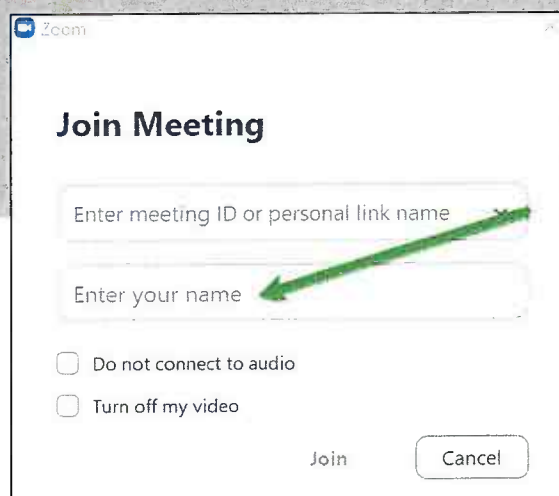 Zoom
Join Meeting
Enter meeting ID or personal link name
Enter your name
Do not connect to audio
Turn off my video
Join
Cancel